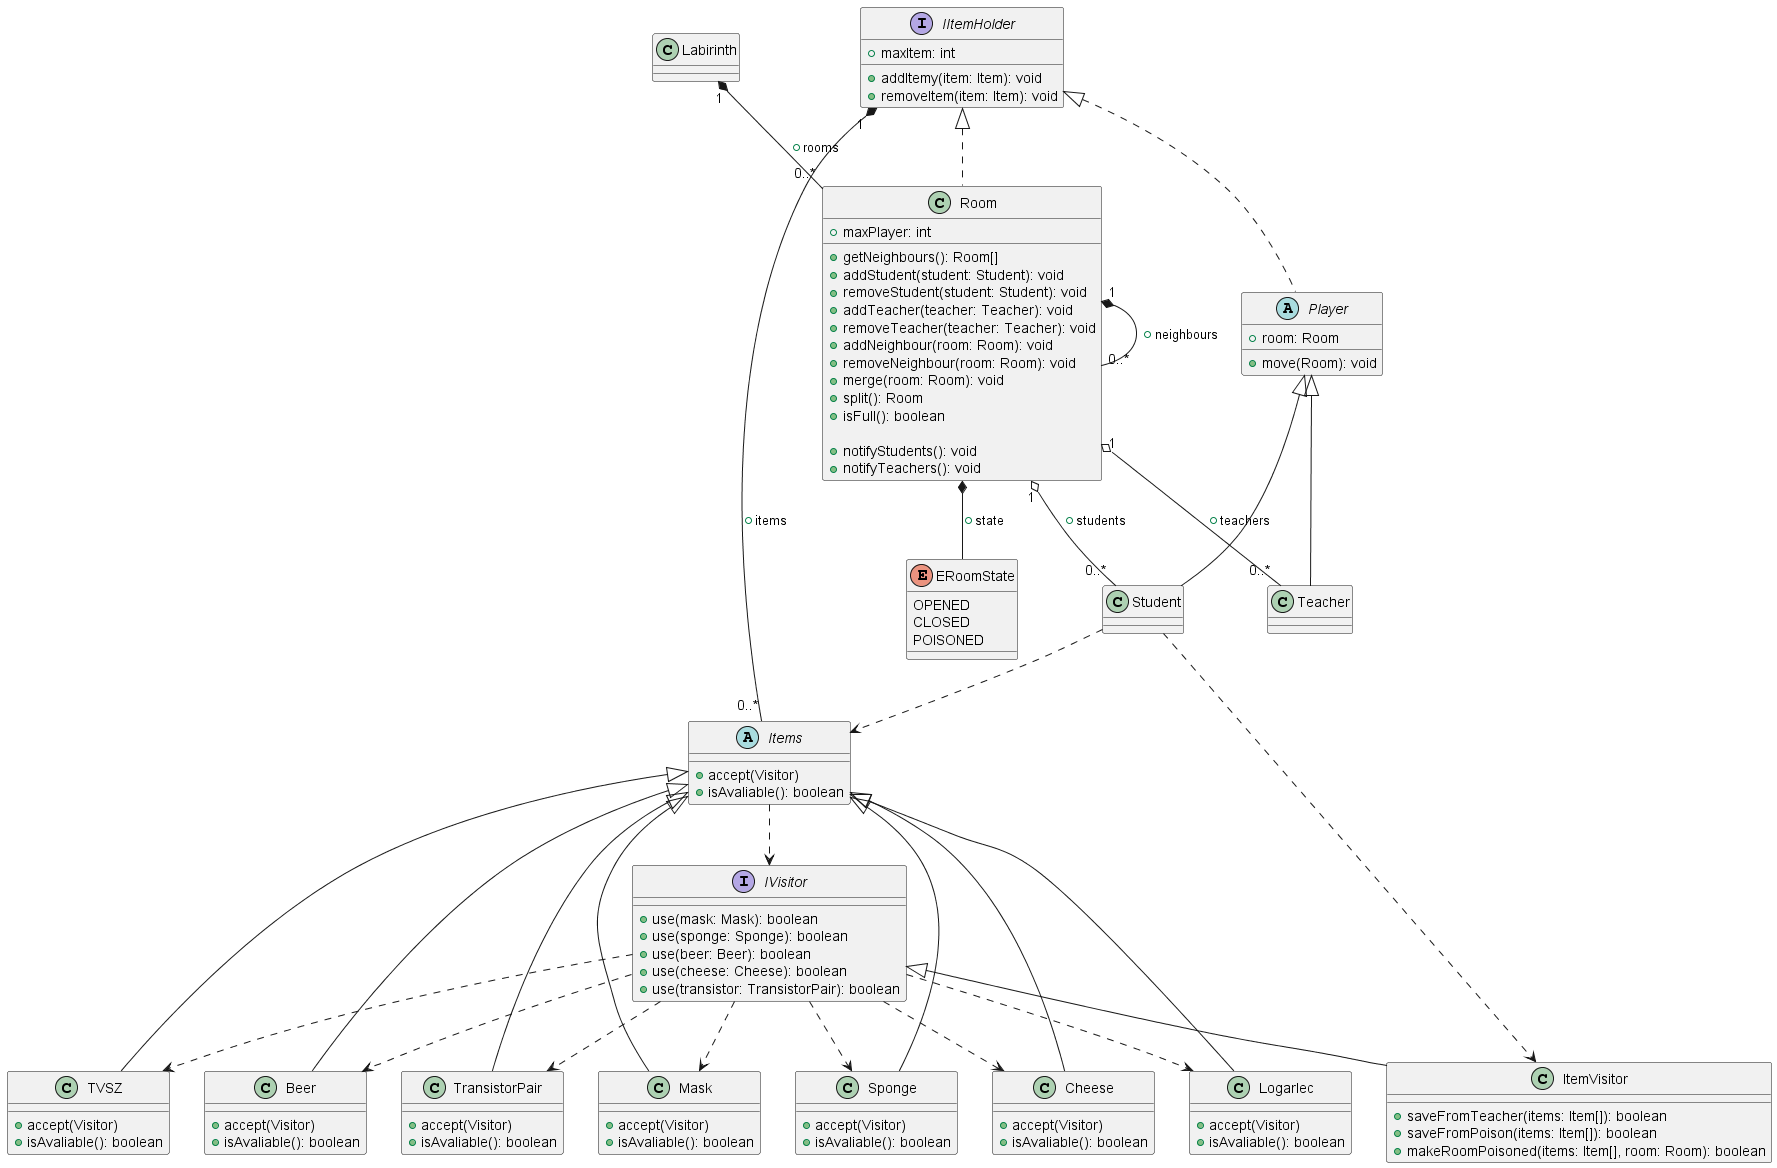 I IItemHolder
maxItem: int
addItemy(item: Item): void
removeItem(item: Item): void
C Labirinth
1
1
rooms
0..*
C Room
maxPlayer: int
getNeighbours(): Room[]
addStudent(student: Student): void
removeStudent(student: Student): void
addTeacher(teacher: Teacher): void
removeTeacher(teacher: Teacher): void
addNeighbour(room: Room): void
removeNeighbour(room: Room): void
merge(room: Room): void
split(): Room
isFull(): boolean
notifyStudents(): void
notifyTeachers(): void
1
neighbours
0..*
A Player
room: Room
move(Room): void
1
1
items
state
students
teachers
0..*
0..*
E ERoomState
OPENED
CLOSED
POISONED
C Student
C Teacher
0..*
A Items
accept(Visitor)
isAvaliable(): boolean
I IVisitor
use(mask: Mask): boolean
use(sponge: Sponge): boolean
use(beer: Beer): boolean
use(cheese: Cheese): boolean
use(transistor: TransistorPair): boolean
C TVSZ
accept(Visitor)
isAvaliable(): boolean
C Beer
accept(Visitor)
isAvaliable(): boolean
C TransistorPair
accept(Visitor)
isAvaliable(): boolean
C Mask
accept(Visitor)
isAvaliable(): boolean
C Sponge
accept(Visitor)
isAvaliable(): boolean
C Cheese
accept(Visitor)
isAvaliable(): boolean
C Logarlec
accept(Visitor)
isAvaliable(): boolean
C ItemVisitor
saveFromTeacher(items: Item[]): boolean
saveFromPoison(items: Item[]): boolean
makeRoomPoisoned(items: Item[], room: Room): boolean